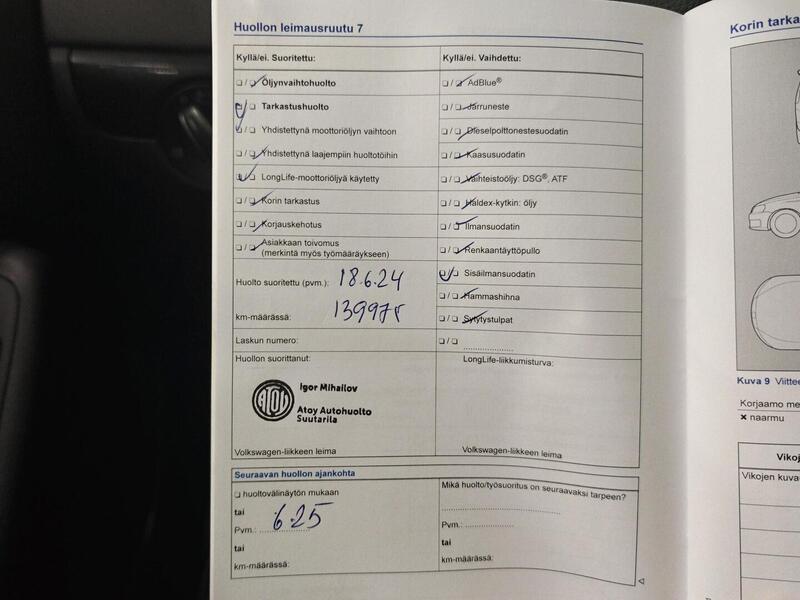 Huollon leimausruutu 7
Kyllä/ei. Suoritettu:
❏ / ❏ Öljynvaihtohuolto
❏ / ❏ Tarkastushuolto
❏ / ❏ Yhdistettynä moottoriöljyn vaihtoon
❏ / ❏ Yhdistettynä laajempiin huoltotöihin
❏ / ❏ LongLife-moottoriöljyä käytetty
❏ / ❏ Korin tarkastus
❏ / ❏ Korjauskehotus
❏ / ❏ Asiakkaan toivomus
(merkintä myös työmääräykseen)
Huolto suoritettu (pvm.): 18.6.24
km-määrässä:
Laskun numero:
Huollon suorittanut:
ATOY
Igor Mihailov
Atoy Autohuolto
Suutarila
Volkswagen-liikkeen leima
Kyllä/ei. Vaihdettu:
❏ / ❏ AdBlue®
❏ / ❏ Jarruneste
❏ / ❏ Dieselpolttonestesuodatin
❏ / ❏ Kaasusuodatin
❏ / ❏ Vaihteistoöljy: DSG®, ATF
❏ / ❏ Haldex-kytkin: öljy
❏ / ❏ Ilmansuodatin
❏ / ❏ Renkaantäyttöpullo
❏ / ❏ Sisäilmansuodatin
❏ / ❏ Hammashihna
❏ / ❏ Sytytystulpat
❏ / ❏ ....................
LongLife-liikkumisturva:
Volkswagen-liikkeen leima
Seuraavan huollon ajankohta
❏ huoltovälinäytön mukaan
tai
Pvm.: 6.25
tai
km-määrässä:
Mikä huolto/työsuoritus on seuraavaksi tarpeen?
Pvm.: ....................
tai
km-määrässä:
Korin tarka
Kuva 9 Viittee
Korjaamo me
× naarmu
Vikoj
Vikojen kuva